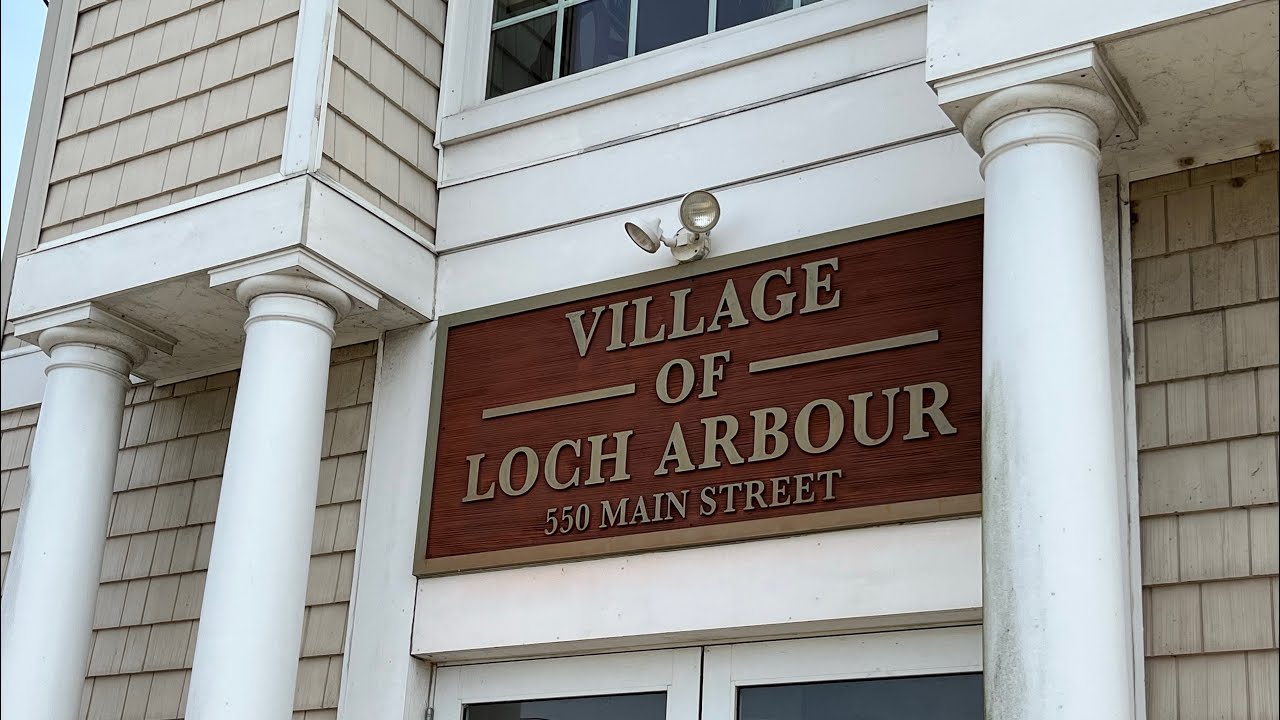 VILLAGE
OF
LOCH ARBOUR
550 MAIN STREET